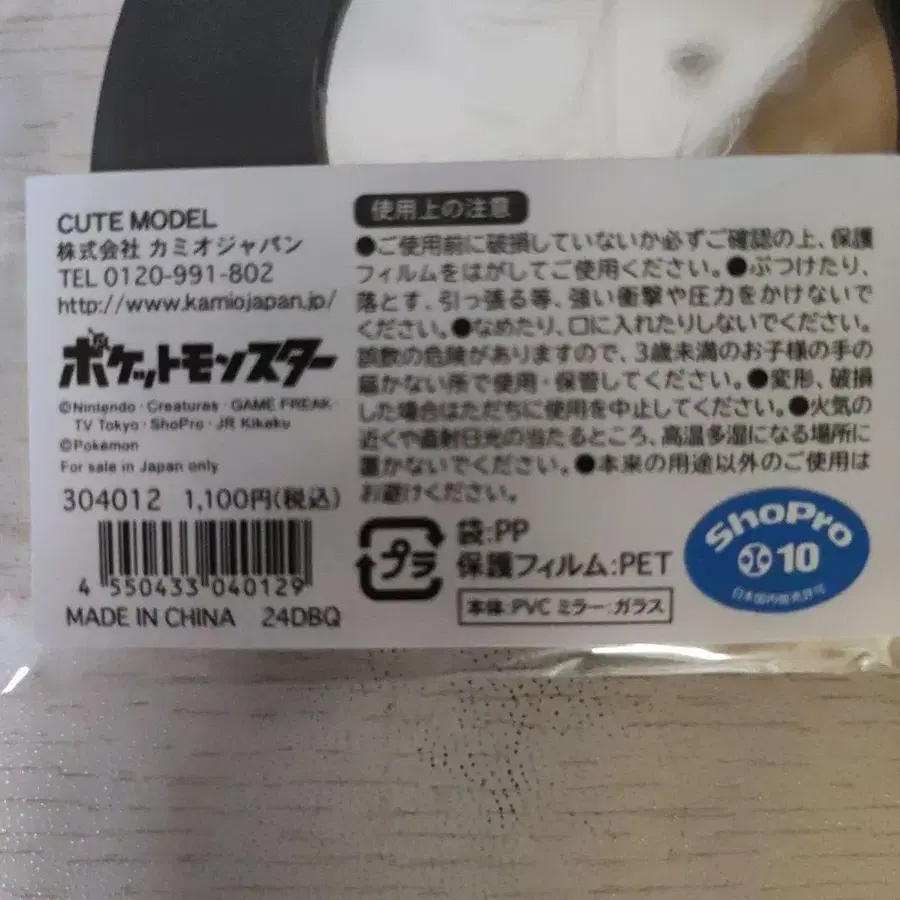 CUTE MODEL
株式会社 カミオジャパン
TEL 0120-991-802
http://www.kamiojapan.jp/
ポケットモンスター
©Nintendo・Creatures・GAME FREAK・
TV Tokyo・ShoPro・JR Kikaku
©Pokémon
For sale in Japan only
304012 1,100円(税込)
4 550433 040129
MADE IN CHINA 24DBQ
使用上の注意
●ご使用前に破損していないか必ずご確認の上、保護
フィルムをはがしてご使用ください。●ぶつけたり、
落とす、引っ張る等、強い衝撃や圧力をかけないで
ください。●なめたり、口に入れたりしないでください。
誤飲の危険がありますので、3歳未満のお子様の手の
届かない所で使用・保管してください。●変形、破損
した場合はただちに使用を中止してください。●火気の
近くや直射日光の当たるところ、高温多湿になる場所に
置かないでください。●本来の用途以外のご使用は
お避けください。
プラ
袋:PP
保護フィルム:PET
本体:PVC ミラー:ガラス
ShoPro
10
日本国内販売許可